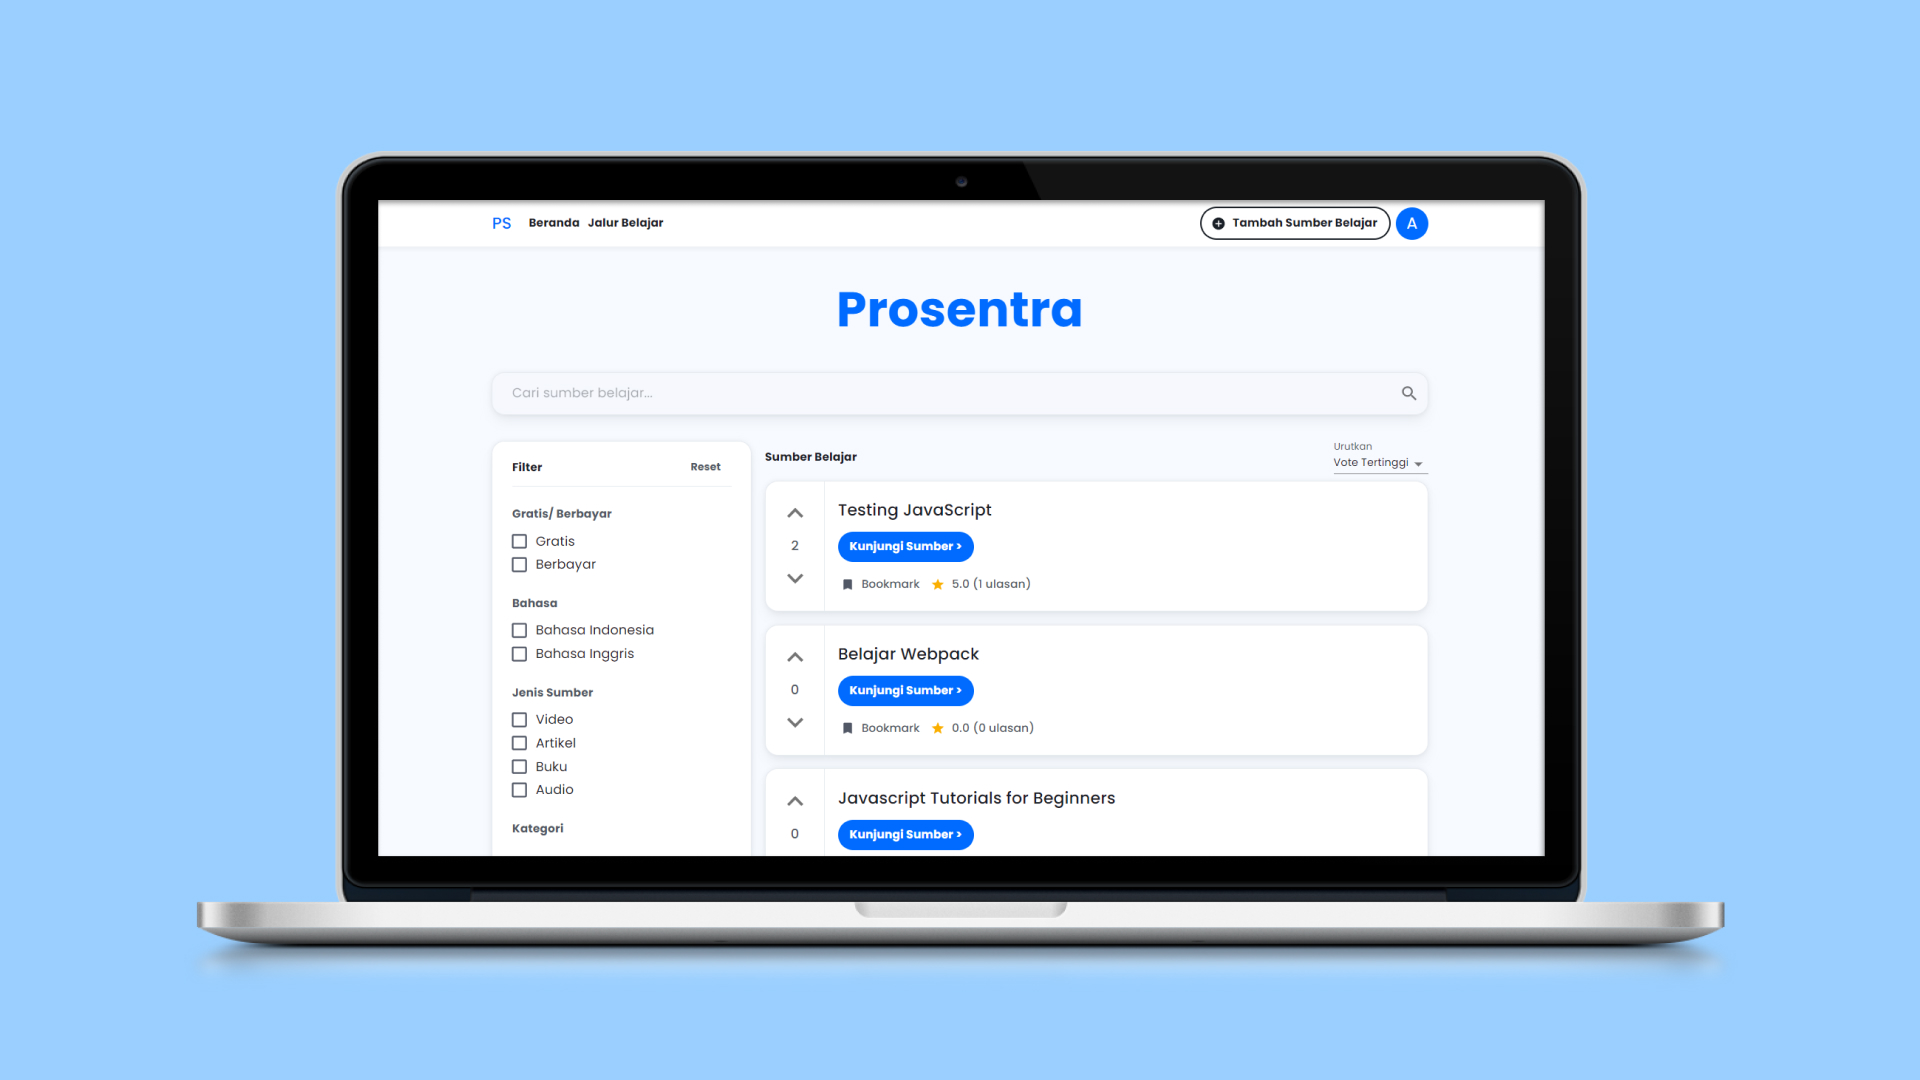 PS Beranda Jalur Belajar Tambah Sumber Belajar A
Prosentra
Cari sumber belajar...
Filter Reset
Gratis/ Berbayar
Gratis
Berbayar
Bahasa
Bahasa Indonesia
Bahasa Inggris
Jenis Sumber
Video
Artikel
Buku
Audio
Kategori
Sumber Belajar
Urutkan
Vote Tertinggi
Testing JavaScript
2
Kunjungi Sumber >
Bookmark 5.0 (1 ulasan)
Belajar Webpack
0
Kunjungi Sumber >
Bookmark 0.0 (0 ulasan)
Javascript Tutorials for Beginners
0
Kunjungi Sumber >